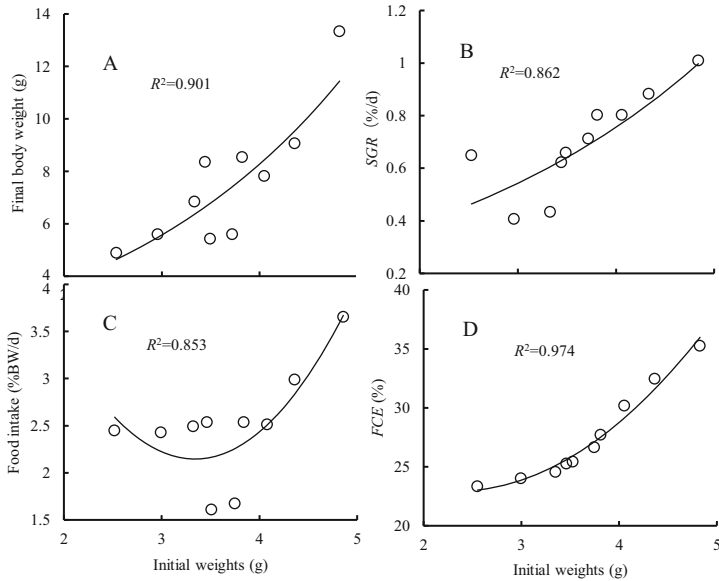 14
12
10
8
6
4
2
Final body weight (g)
A
R²=0.901
1.2
1
0.8
0.6
0.4
0.2
SGR (%/d)
B
R²=0.862
4
3.5
3
2.5
2
1.5
Food intake (%BW/d)
C
R²=0.853
2
3
4
5
Initial weights (g)
40
35
30
25
20
FCE (%)
D
R²=0.974
2
3
4
5
Initial weights (g)